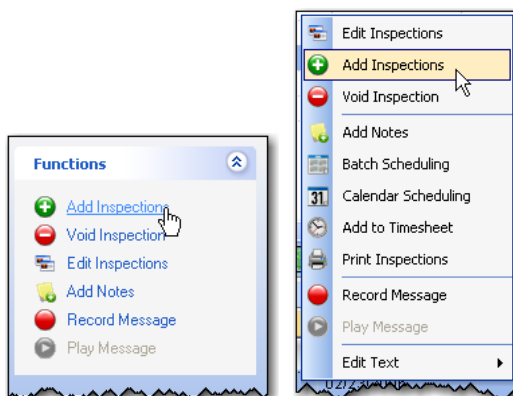 Functions
Add Inspections
Void Inspection
Edit Inspections
Add Notes
Record Message
Play Message
Edit Inspections
Add Inspections
Void Inspection
Add Notes
Batch Scheduling
31
Calendar Scheduling
Add to Timesheet
Print Inspections
Record Message
Play Message
Edit Text